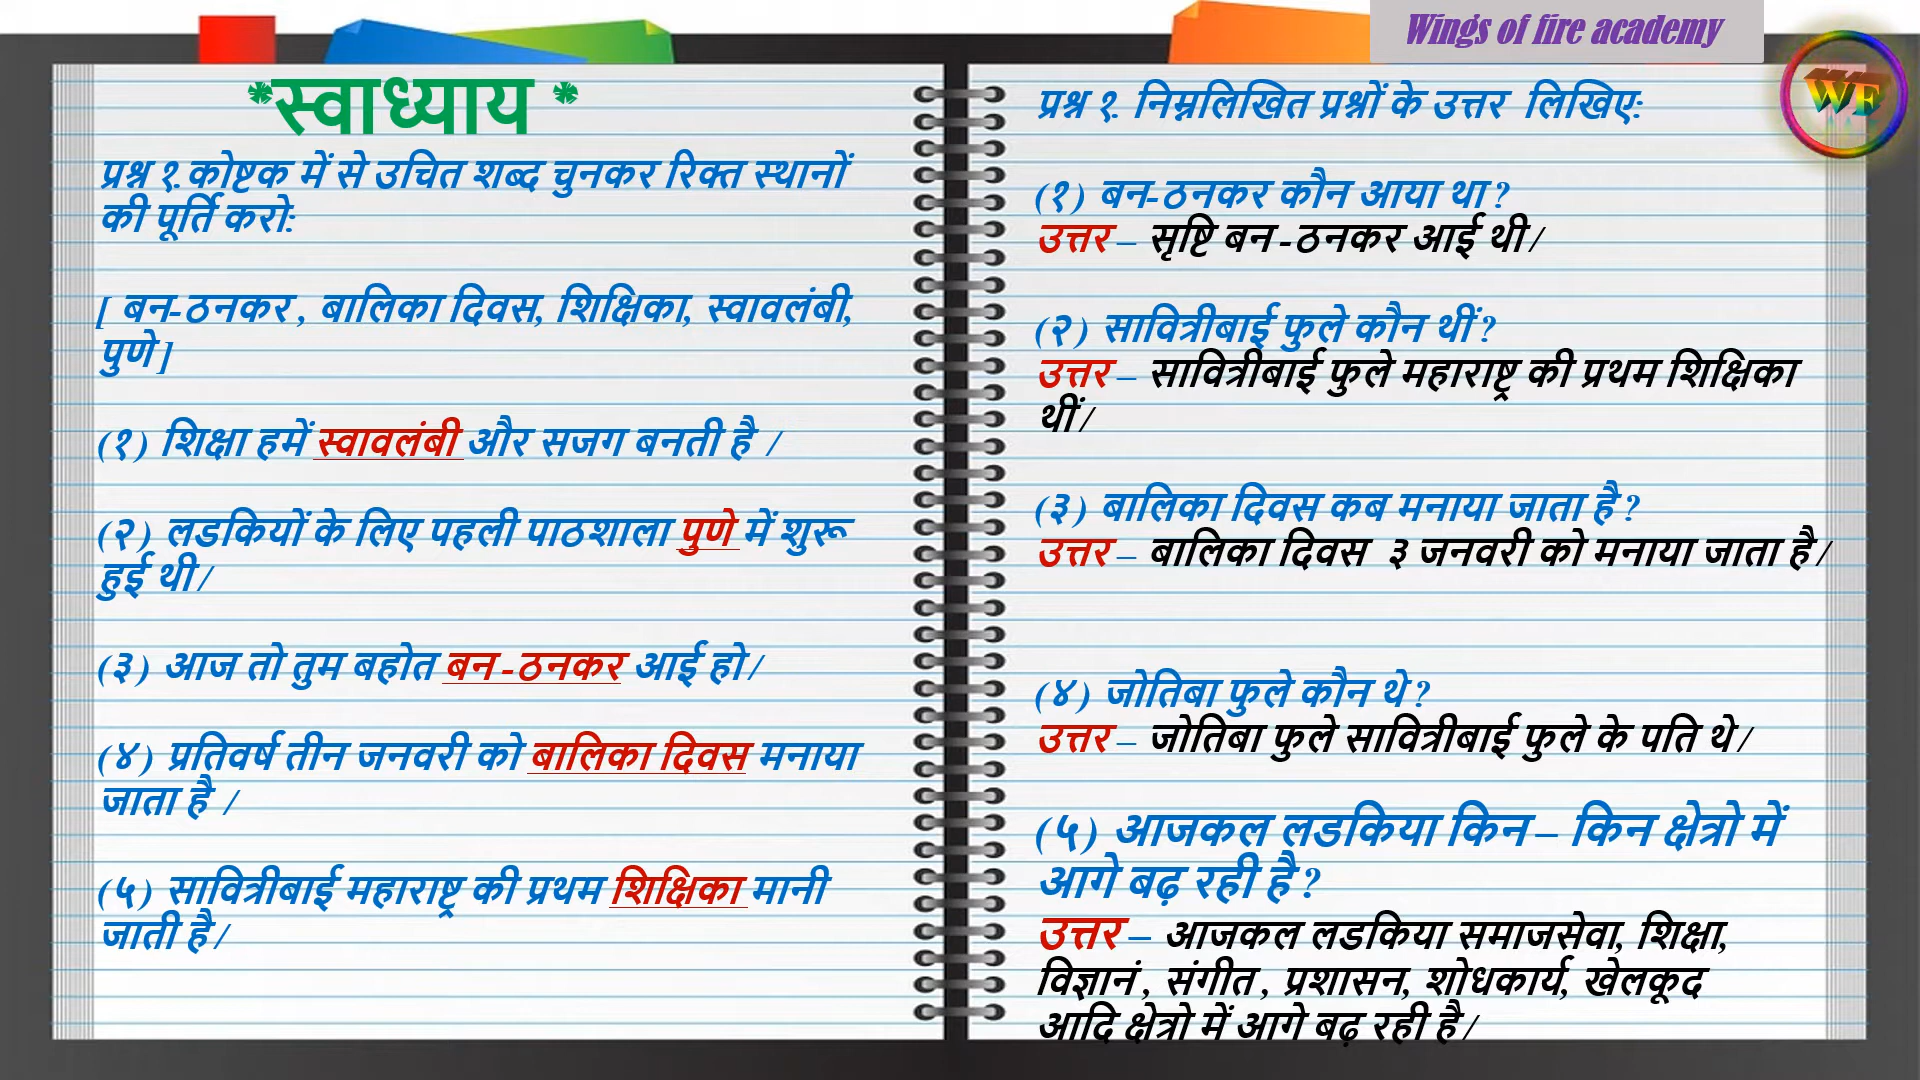 Wings of fire academy
WF
*स्वाध्याय *
प्रश्न १.कोष्टक में से उचित शब्द चुनकर रिक्त स्थानों
की पूर्ति करो:
[ बन-ठनकर , बालिका दिवस, शिक्षिका, स्वावलंबी,
पुणे ]
(१) शिक्षा हमें स्वावलंबी और सजग बनती है /
(२) लडकियों के लिए पहली पाठशाला पुणे में शुरू
हुई थी/
(३) आज तो तुम बहोत बन-ठनकर आई हो/
(४) प्रतिवर्ष तीन जनवरी को बालिका दिवस मनाया
जाता है /
(५) सावित्रीबाई महाराष्ट्र की प्रथम शिक्षिका मानी
जाती है/
प्रश्न १. निम्नलिखित प्रश्नों के उत्तर लिखिए:
(१) बन-ठनकर कौन आया था?
उत्तर – सृष्टि बन-ठनकर आई थी/
(२) सावित्रीबाई फुले कौन थीं?
उत्तर – सावित्रीबाई फुले महाराष्ट्र की प्रथम शिक्षिका
थीं/
(३) बालिका दिवस कब मनाया जाता है?
उत्तर – बालिका दिवस ३ जनवरी को मनाया जाता है/
(४) जोतिबा फुले कौन थे?
उत्तर – जोतिबा फुले सावित्रीबाई फुले के पति थे/
(५) आजकल लडकिया किन – किन क्षेत्रो में
आगे बढ़ रही है?
उत्तर – आजकल लडकिया समाजसेवा, शिक्षा,
विज्ञानं , संगीत , प्रशासन, शोधकार्य, खेलकूद
आदि क्षेत्रो में आगे बढ़ रही है/